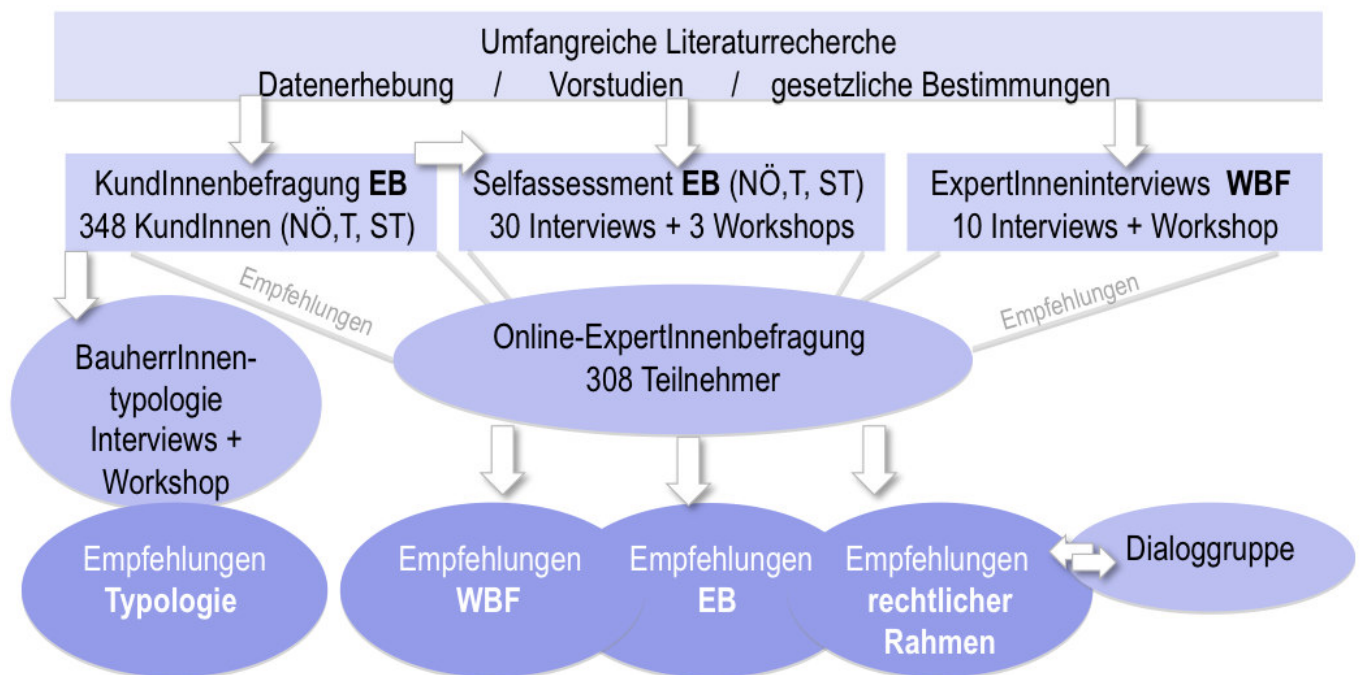 Umfangreiche Literaturrecherche
Datenerhebung / Vorstudien / gesetzliche Bestimmungen
KundInnenbefragung EB
348 KundInnen (NÖ,T, ST)
Selfassessment EB (NÖ,T, ST)
30 Interviews + 3 Workshops
ExpertInneninterviews WBF
10 Interviews + Workshop
Empfehlungen
Empfehlungen
BauherrInnen-
typologie
Interviews +
Workshop
Online-ExpertInnenbefragung
308 Teilnehmer
Empfehlungen
Typologie
Empfehlungen
WBF
Empfehlungen
EB
Empfehlungen
rechtlicher
Rahmen
Dialoggruppe